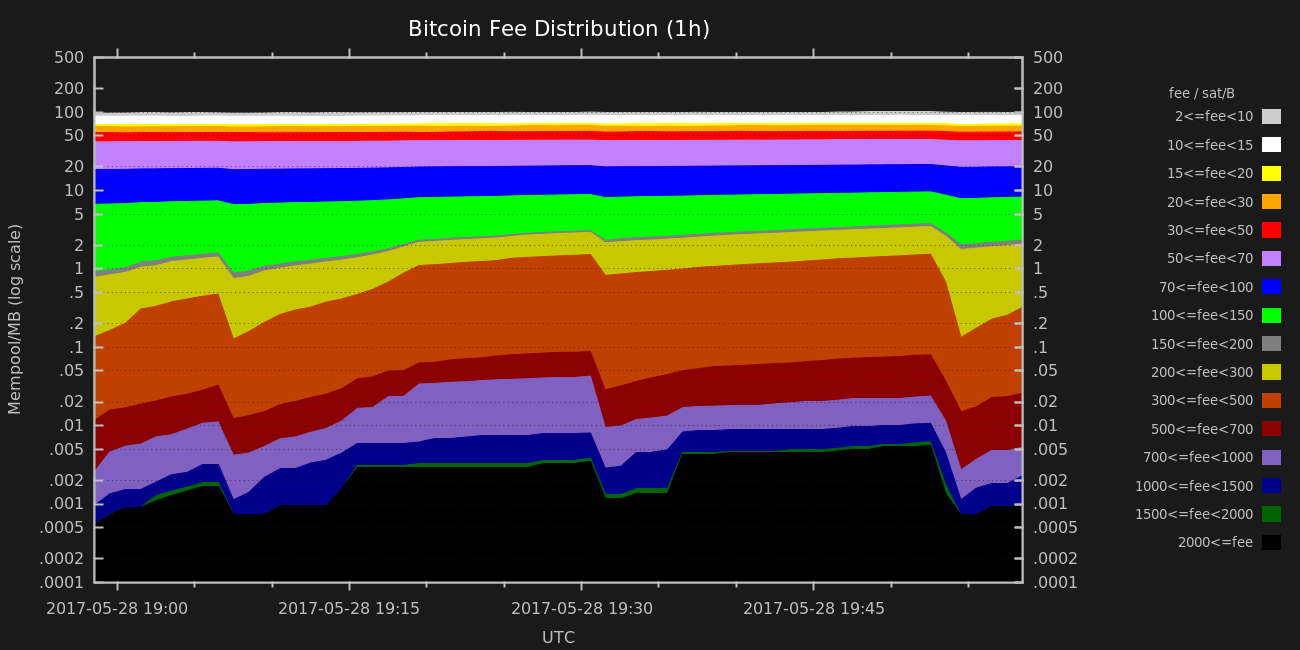 Bitcoin Fee Distribution (1h)
500
200
100
50
20
10
5
2
1
.5
.2
.1
.05
.02
.01
.005
.002
.001
.0005
.0002
.0001
Mempool/MB (log scale)
2017-05-28 19:00
2017-05-28 19:15
2017-05-28 19:30
2017-05-28 19:45
UTC
500
200
100
50
20
10
5
2
1
.5
.2
.1
.05
.02
.01
.005
.002
.001
.0005
.0002
.0001
fee / sat/B
2<=fee<10
10<=fee<15
15<=fee<20
20<=fee<30
30<=fee<50
50<=fee<70
70<=fee<100
100<=fee<150
150<=fee<200
200<=fee<300
300<=fee<500
500<=fee<700
700<=fee<1000
1000<=fee<1500
1500<=fee<2000
2000<=fee